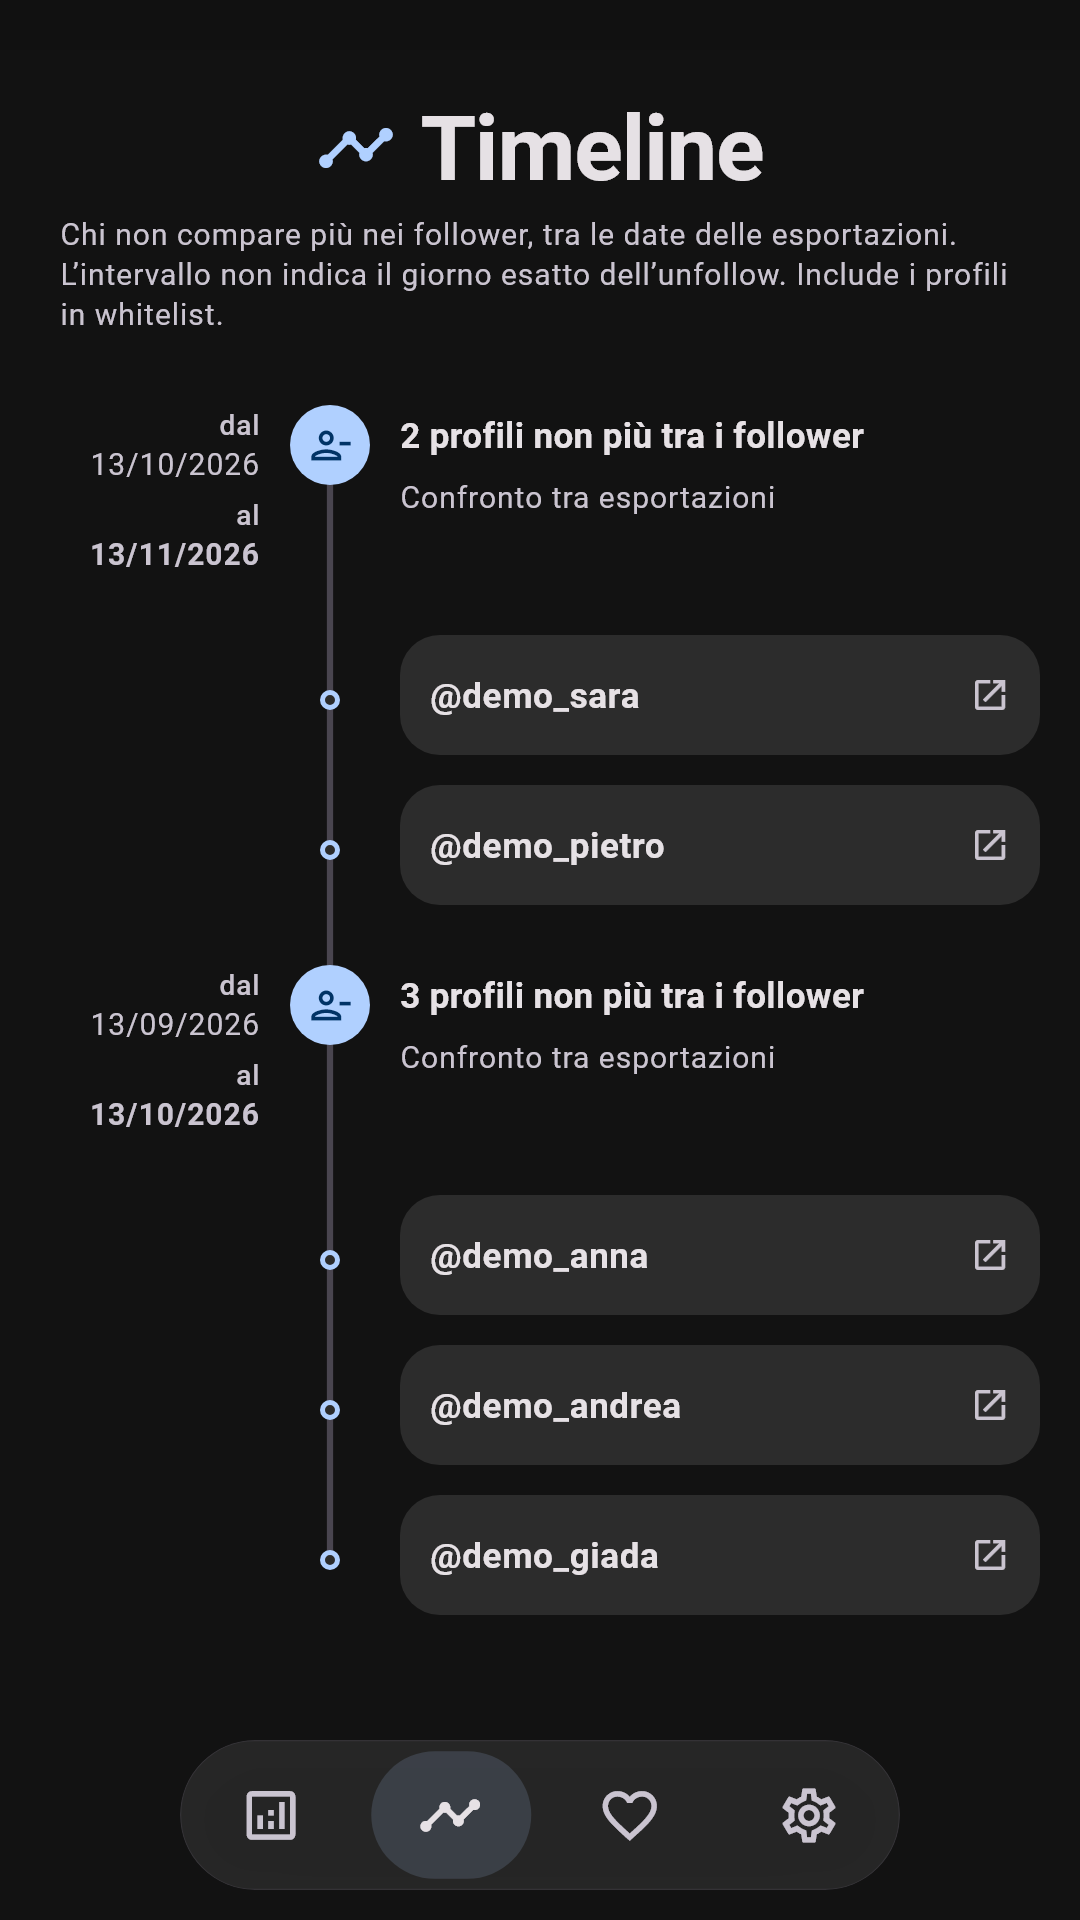 Timeline
Chi non compare più nei follower, tra le date delle esportazioni.
L’intervallo non indica il giorno esatto dell’unfollow. Include i profili
in whitelist.
dal
13/10/2026
al
13/11/2026
2 profili non più tra i follower
Confronto tra esportazioni
@demo_sara
@demo_pietro
dal
13/09/2026
al
13/10/2026
3 profili non più tra i follower
Confronto tra esportazioni
@demo_anna
@demo_andrea
@demo_giada